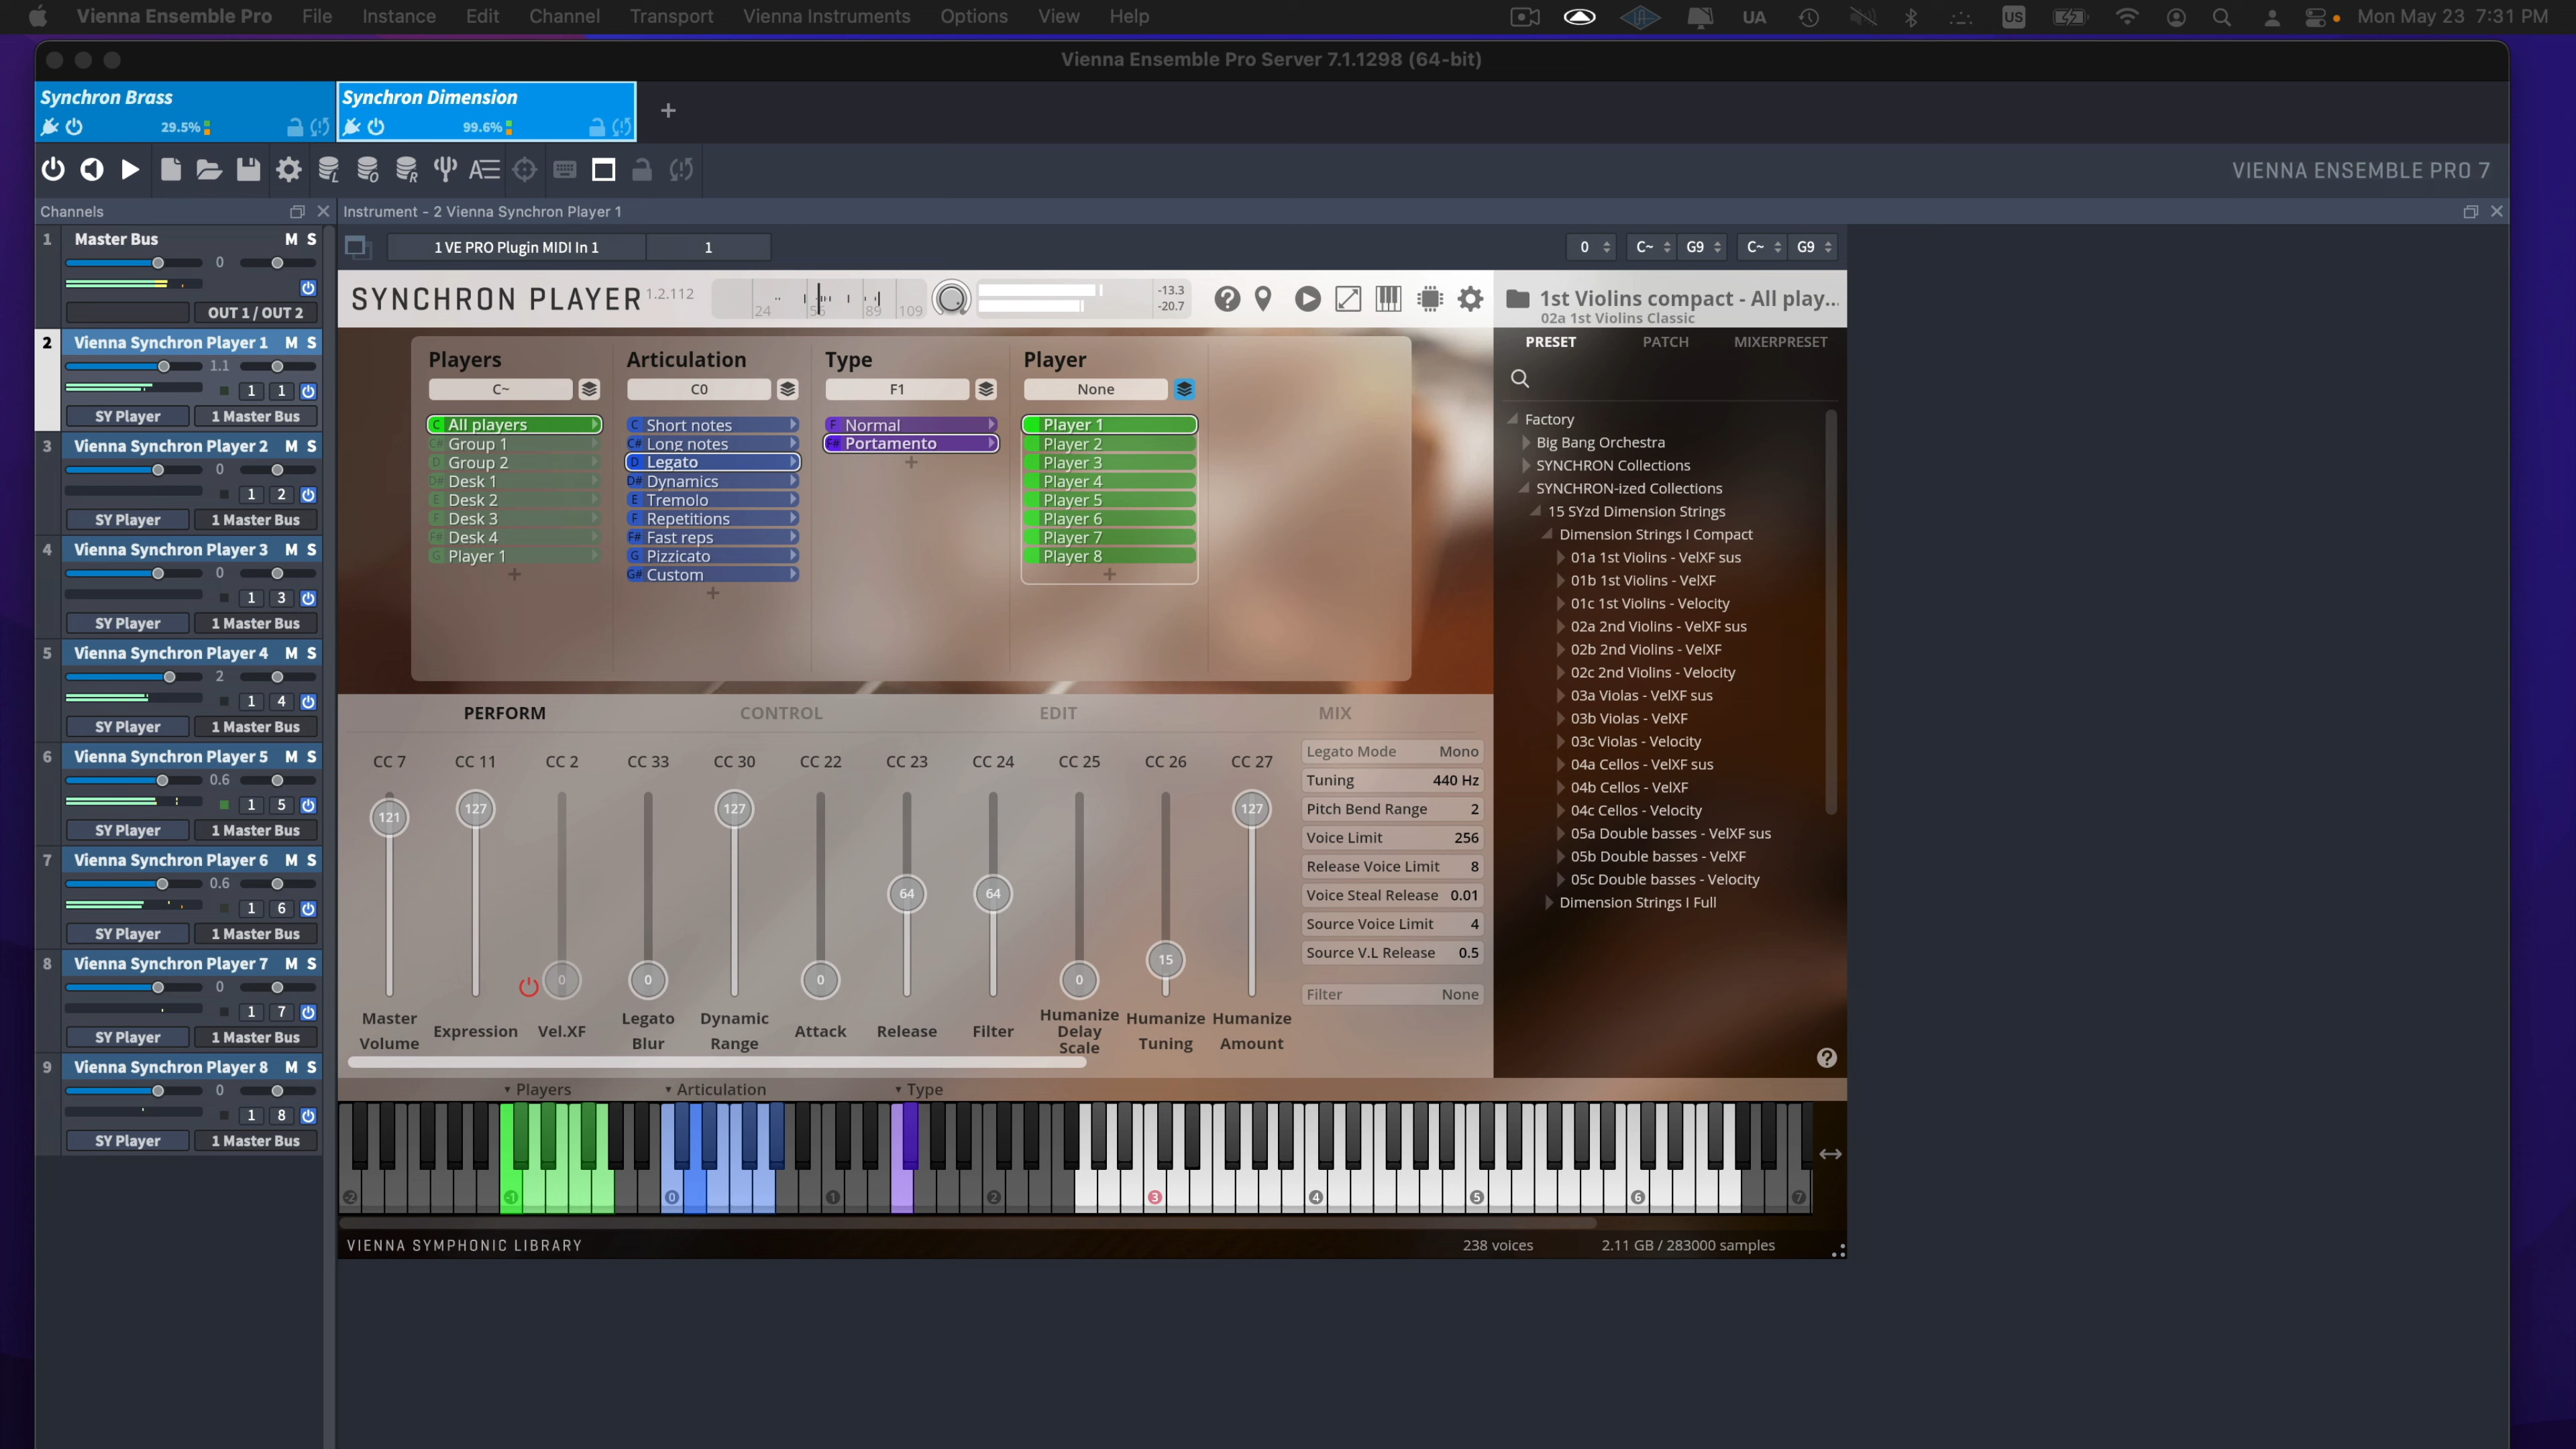 Vienna Ensemble Pro File Instance Edit Channel Transport Vienna Instruments Options View Help UA US Mon May 23 7:31 PM
Vienna Ensemble Pro Server 7.1.1298 (64-bit)
Synchron Brass
29.5%
Synchron Dimension
99.6%
VIENNA ENSEMBLE PRO 7
Channels
Instrument - 2 Vienna Synchron Player 1
1 Master Bus M S
0
OUT 1 / OUT 2
2 Vienna Synchron Player 1 M S
1.1
1 1
SY Player 1 Master Bus
3 Vienna Synchron Player 2 M S
0
1 2
SY Player 1 Master Bus
4 Vienna Synchron Player 3 M S
0
1 3
SY Player 1 Master Bus
5 Vienna Synchron Player 4 M S
2
1 4
SY Player 1 Master Bus
6 Vienna Synchron Player 5 M S
0.6
1 5
SY Player 1 Master Bus
7 Vienna Synchron Player 6 M S
0.6
1 6
SY Player 1 Master Bus
8 Vienna Synchron Player 7 M S
0
1 7
SY Player 1 Master Bus
9 Vienna Synchron Player 8 M S
0
1 8
SY Player 1 Master Bus
1 VE PRO Plugin MIDI In 1 1 0 C~ G9 C~ G9
SYNCHRON PLAYER 1.2.112
24 56 89 109
-13.3
-20.7
1st Violins compact - All play...
02a 1st Violins Classic
Players
C~
C All players
C# Group 1
D Group 2
D# Desk 1
E Desk 2
F Desk 3
F# Desk 4
G Player 1
Articulation
C0
C Short notes
C# Long notes
D Legato
D# Dynamics
E Tremolo
F Repetitions
F# Fast reps
G Pizzicato
G# Custom
Type
F1
F Normal
F# Portamento
Player
None
Player 1
Player 2
Player 3
Player 4
Player 5
Player 6
Player 7
Player 8
PRESET PATCH MIXERPRESET
Factory
Big Bang Orchestra
SYNCHRON Collections
SYNCHRON-ized Collections
15 SYzd Dimension Strings
Dimension Strings I Compact
01a 1st Violins - VelXF sus
01b 1st Violins - VelXF
01c 1st Violins - Velocity
02a 2nd Violins - VelXF sus
02b 2nd Violins - VelXF
02c 2nd Violins - Velocity
03a Violas - VelXF sus
03b Violas - VelXF
03c Violas - Velocity
04a Cellos - VelXF sus
04b Cellos - VelXF
04c Cellos - Velocity
05a Double basses - VelXF sus
05b Double basses - VelXF
05c Double basses - Velocity
Dimension Strings I Full
PERFORM CONTROL EDIT MIX
CC 7 CC 11 CC 2 CC 33 CC 30 CC 22 CC 23 CC 24 CC 25 CC 26 CC 27
121 127 0 0 127 0 64 64 0 15 127
Master Volume
Expression
Vel.XF
Legato Blur
Dynamic Range
Attack
Release
Filter
Humanize Delay Scale
Humanize Tuning
Humanize Amount
Legato Mode Mono
Tuning 440 Hz
Pitch Bend Range 2
Voice Limit 256
Release Voice Limit 8
Voice Steal Release 0.01
Source Voice Limit 4
Source V.L Release 0.5
Filter None
Players Articulation Type
-2 -1 0 1 2 3 4 5 6 7
VIENNA SYMPHONIC LIBRARY 238 voices 2.11 GB / 283000 samples